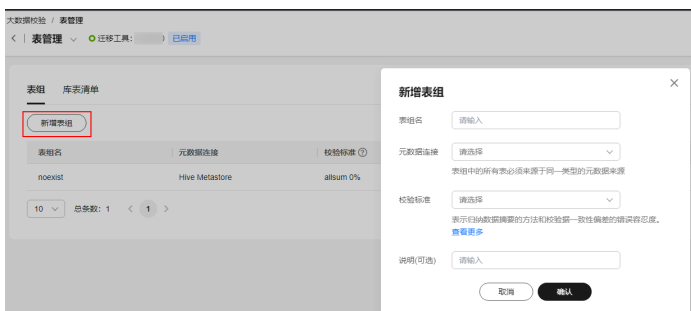 大数据校验 / 表管理
表管理 迁移工具: 已启用
表组 库表清单
新增表组
表组名 元数据连接 校验标准
noexist Hive Metastore allsum 0%
10 总条数: 1 < 1 >
新增表组
表组名 请输入
元数据连接 请选择
表组中的所有表必须来源于同一类型的元数据来源
校验标准 请选择
表示归纳数据摘要的方法和校验据一致性偏差的错误容忍度。
查看更多
说明(可选) 请输入
取消 确认